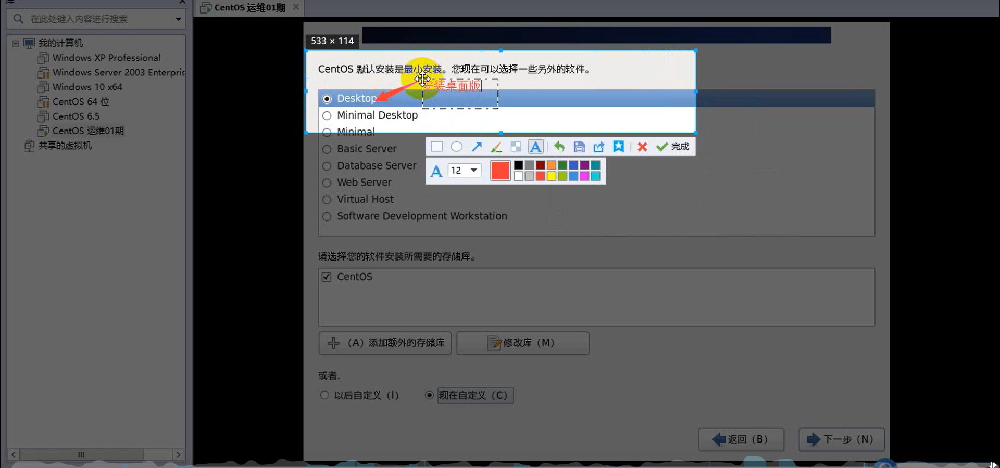 库
CentOS 运维01期
在此处键入内容进行搜索
我的计算机
Windows XP Professional
Windows Server 2003 Enterpris
Windows 10 x64
CentOS 64 位
CentOS 6.5
CentOS 运维01期
共享的虚拟机
533 × 114
CentOS 默认安装是最小安装。您现在可以选择一些另外的软件。
安装桌面版
Desktop
Minimal Desktop
Minimal
Basic Server
Database Server
Web Server
Virtual Host
Software Development Workstation
完成
A 12
请选择您的软件安装所需要的存储库。
CentOS
（A）添加额外的存储库
修改库（M）
或者.
以后自定义（l）
现在自定义（C）
返回（B）
下一步（N）